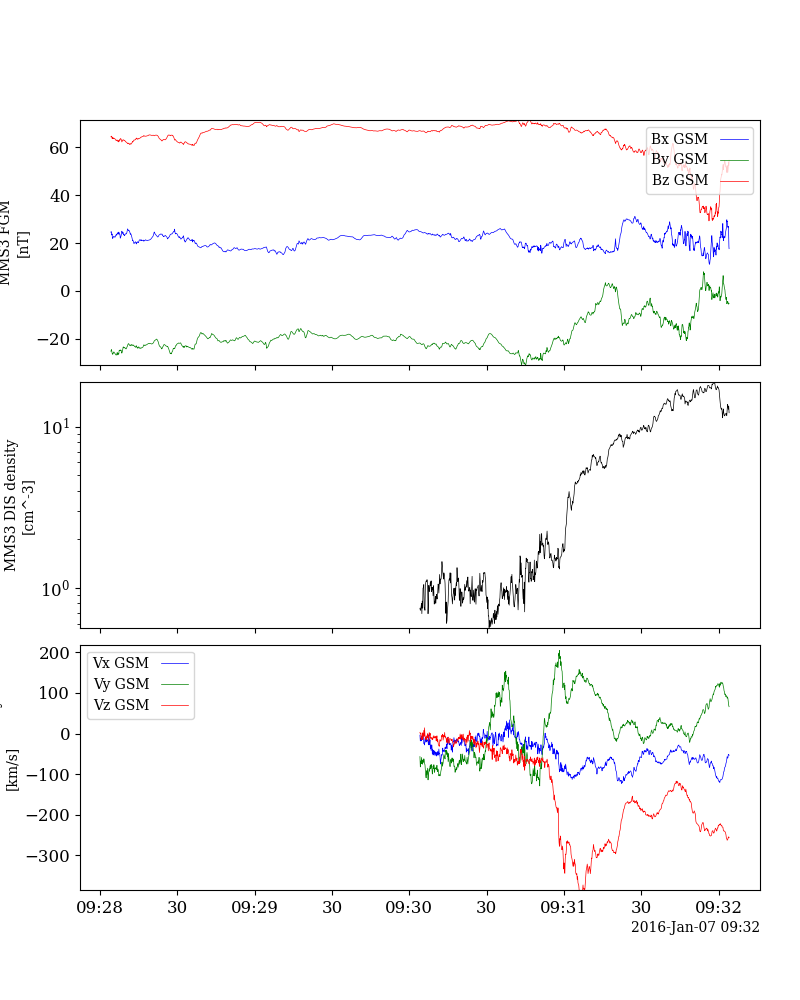 60
40
20
0
−20
MMS3 FGM
[nT]
Bx GSM
By GSM
Bz GSM
10^1
10^0
MMS3 DIS density
[cm^-3]
200
100
0
−100
−200
−300
[km/s]
Vx GSM
Vy GSM
Vz GSM
09:28 30 09:29 30 09:30 30 09:31 30 09:32
2016-Jan-07 09:32